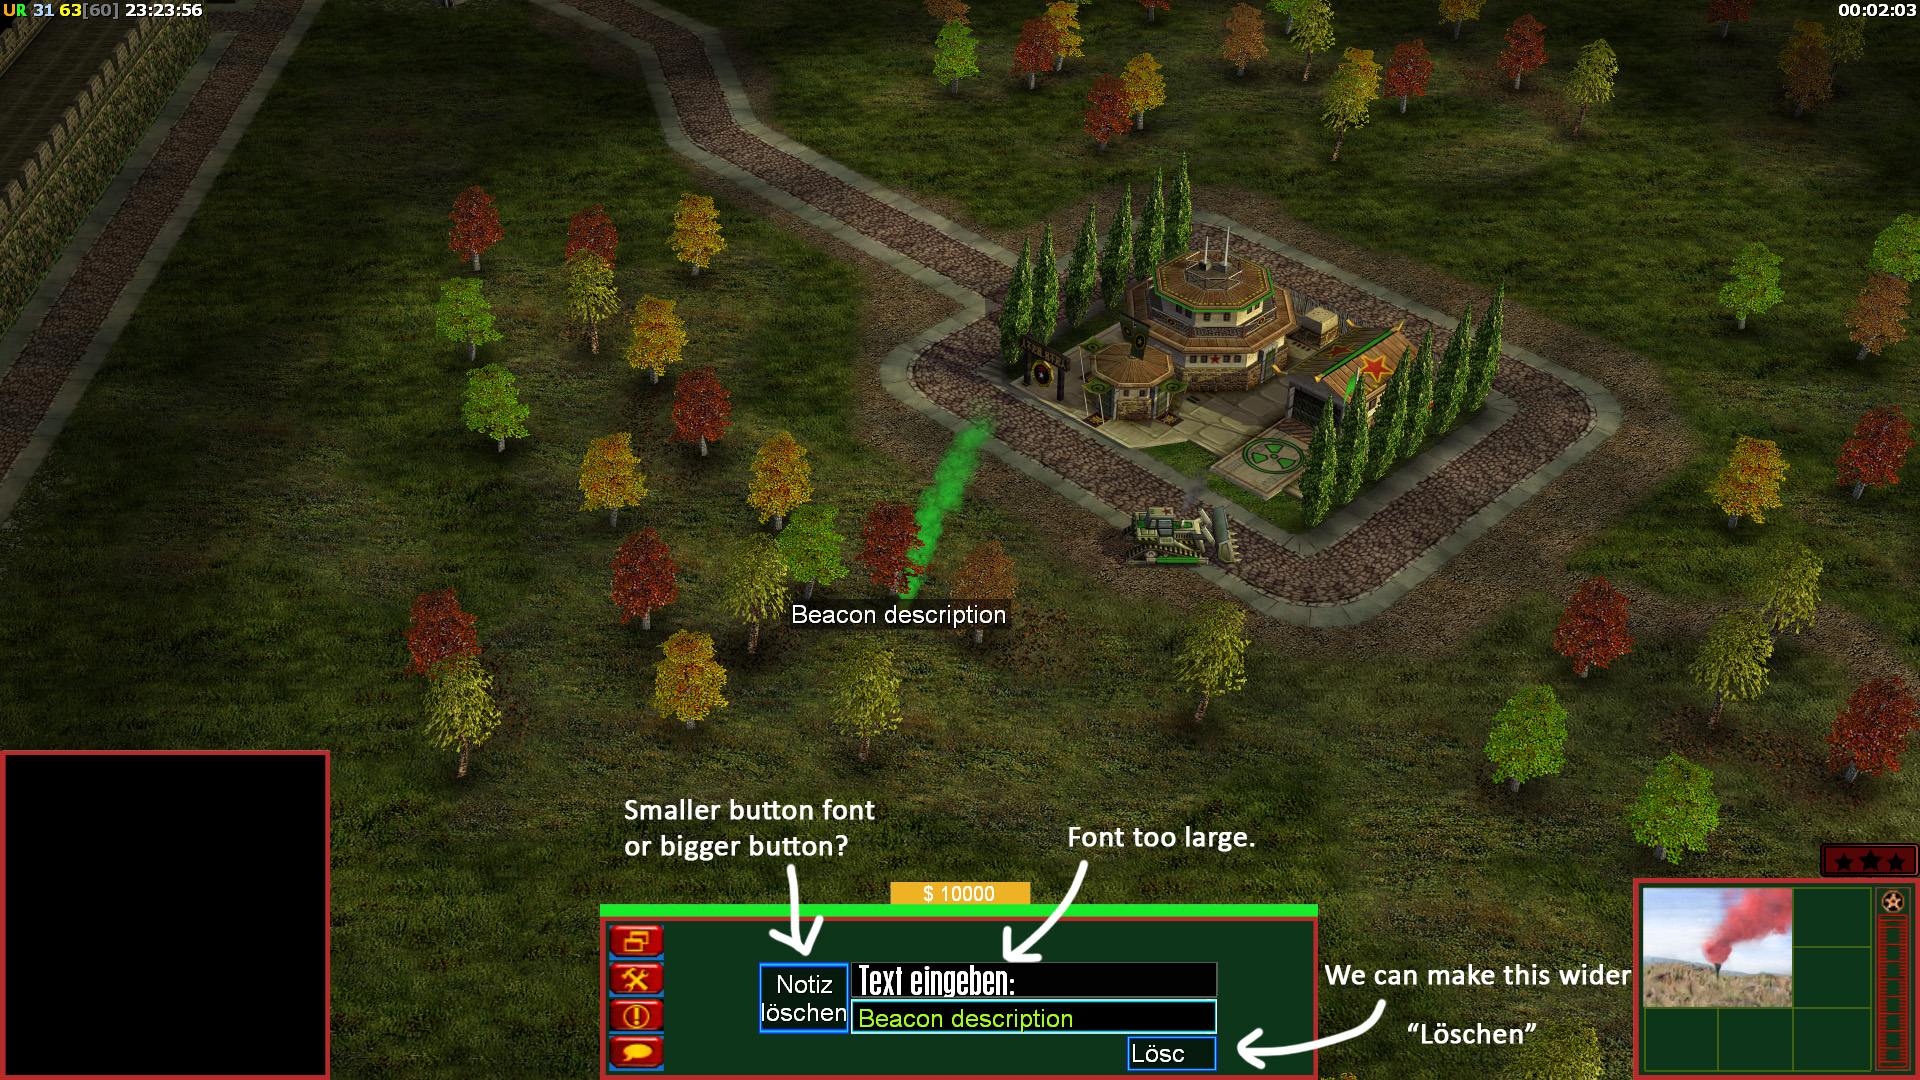 UR 31 63[60] 23:23:56
00:02:03
Beacon description
Smaller button font
or bigger button?
Font too large.
$ 10000
Notiz
löschen
Text eingeben:
Beacon description
Lösc
We can make this wider
“Löschen”